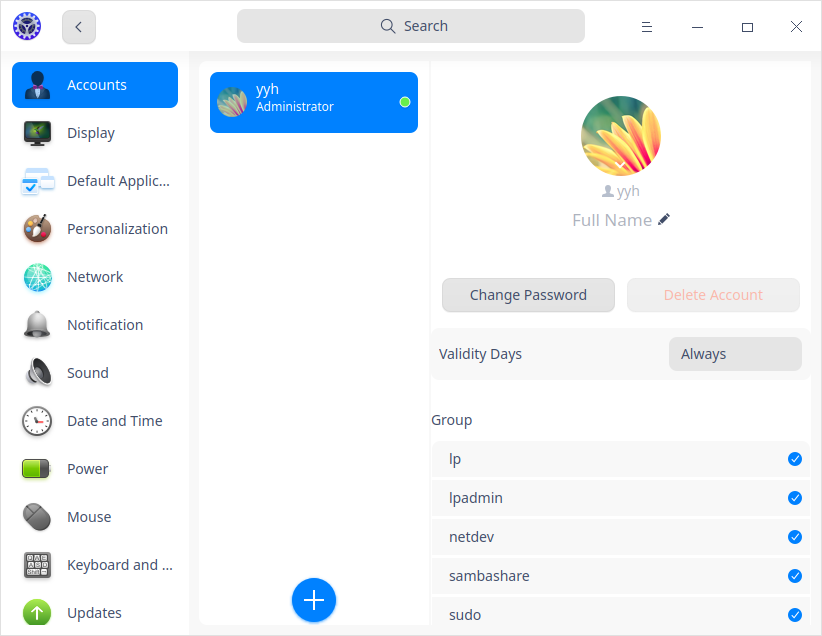 Search
Accounts
Display
Default Applic...
Personalization
Network
Notification
Sound
Date and Time
Power
Mouse
Keyboard and ...
Updates
yyh
Administrator
yyh
Full Name
Change Password
Delete Account
Validity Days
Always
Group
lp
lpadmin
netdev
sambashare
sudo